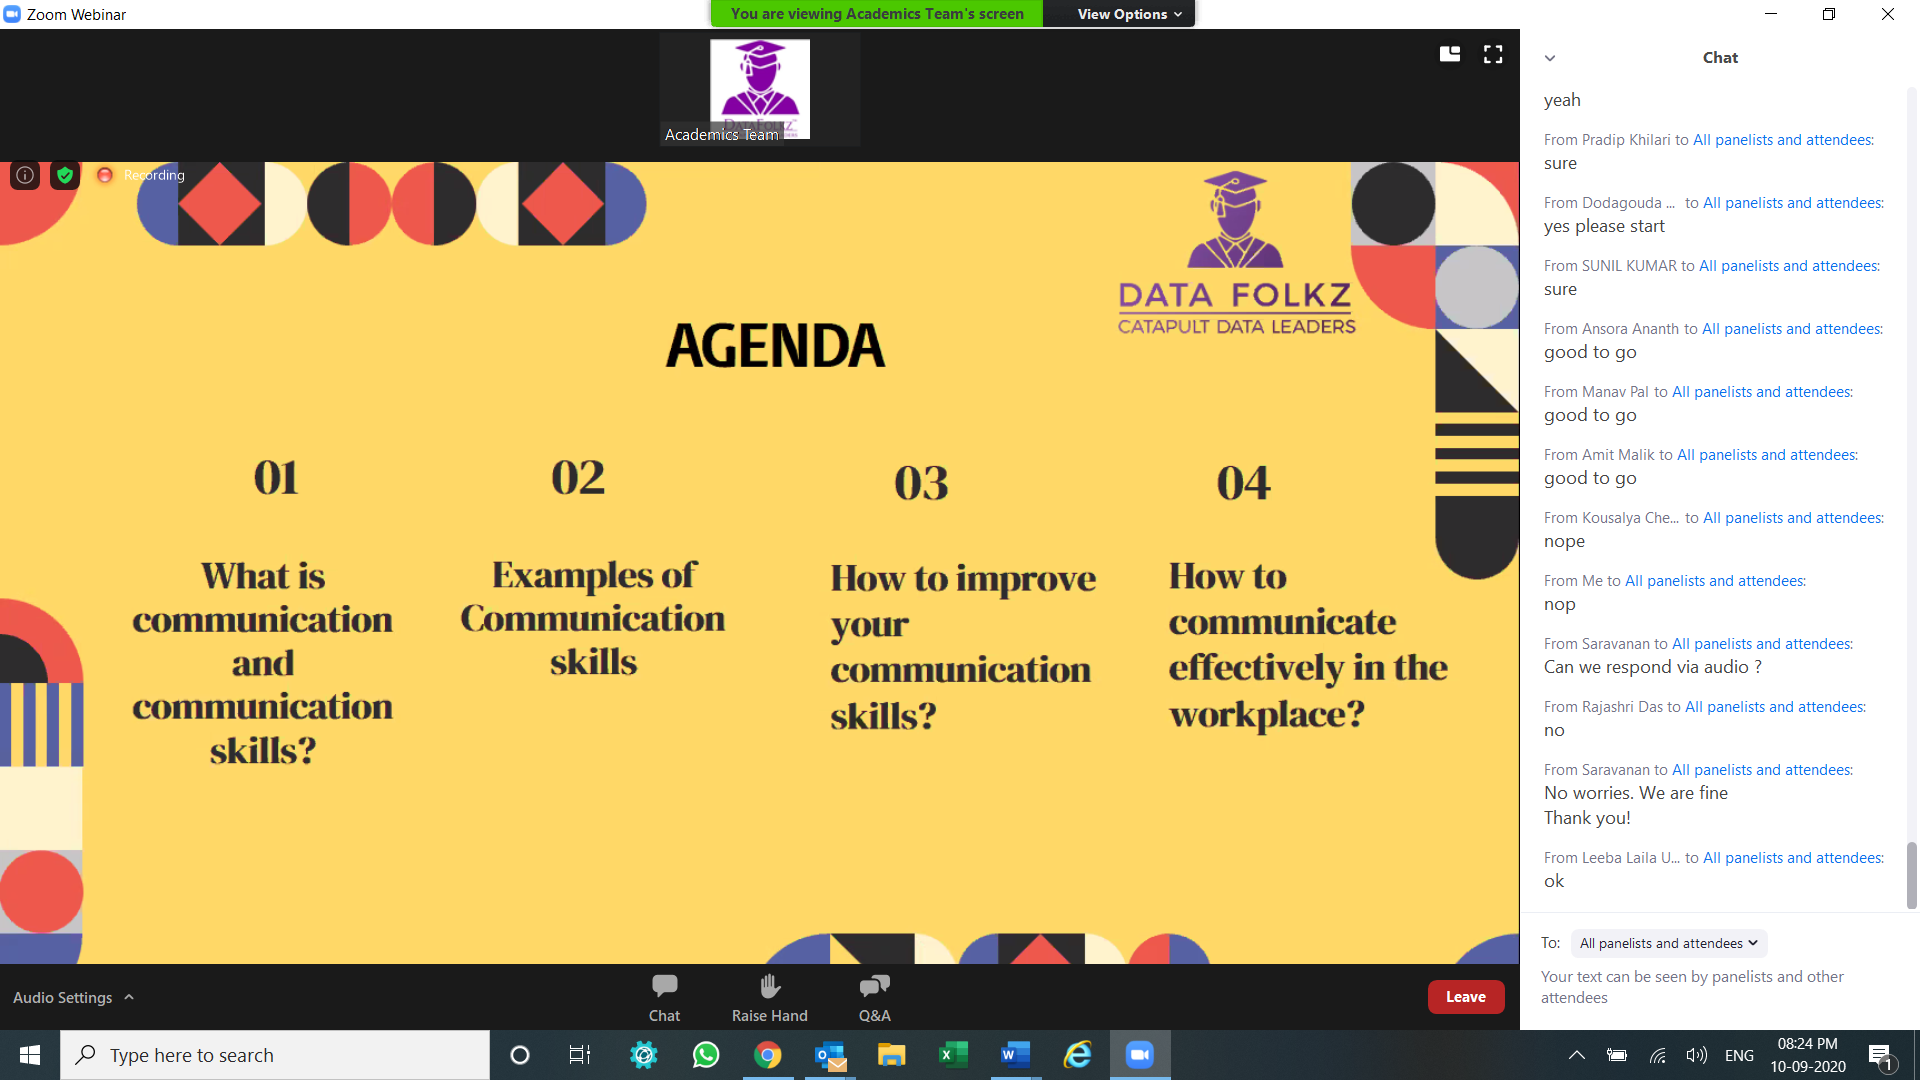 Zoom Webinar
You are viewing Academics Team's screen
View Options
Academics Team
Recording
DATA FOLKZ
CATAPULT DATA LEADERS
AGENDA
01
What is
communication
and
communication
skills?
02
Examples of
Communication
skills
03
How to improve
your
communication
skills?
04
How to
communicate
effectively in the
workplace?
Chat
yeah
From Pradip Khilari to All panelists and attendees:
sure
From Dodagouda ... to All panelists and attendees:
yes please start
From SUNIL KUMAR to All panelists and attendees:
sure
From Ansora Ananth to All panelists and attendees:
good to go
From Manav Pal to All panelists and attendees:
good to go
From Amit Malik to All panelists and attendees:
good to go
From Kousalya Che... to All panelists and attendees:
nope
From Me to All panelists and attendees:
nop
From Saravanan to All panelists and attendees:
Can we respond via audio ?
From Rajashri Das to All panelists and attendees:
no
From Saravanan to All panelists and attendees:
No worries. We are fine
Thank you!
From Leeba Laila U... to All panelists and attendees:
ok
To: All panelists and attendees
Your text can be seen by panelists and other
attendees
Audio Settings
Chat
Raise Hand
Q&A
Leave
Type here to search
ENG
08:24 PM
10-09-2020
1